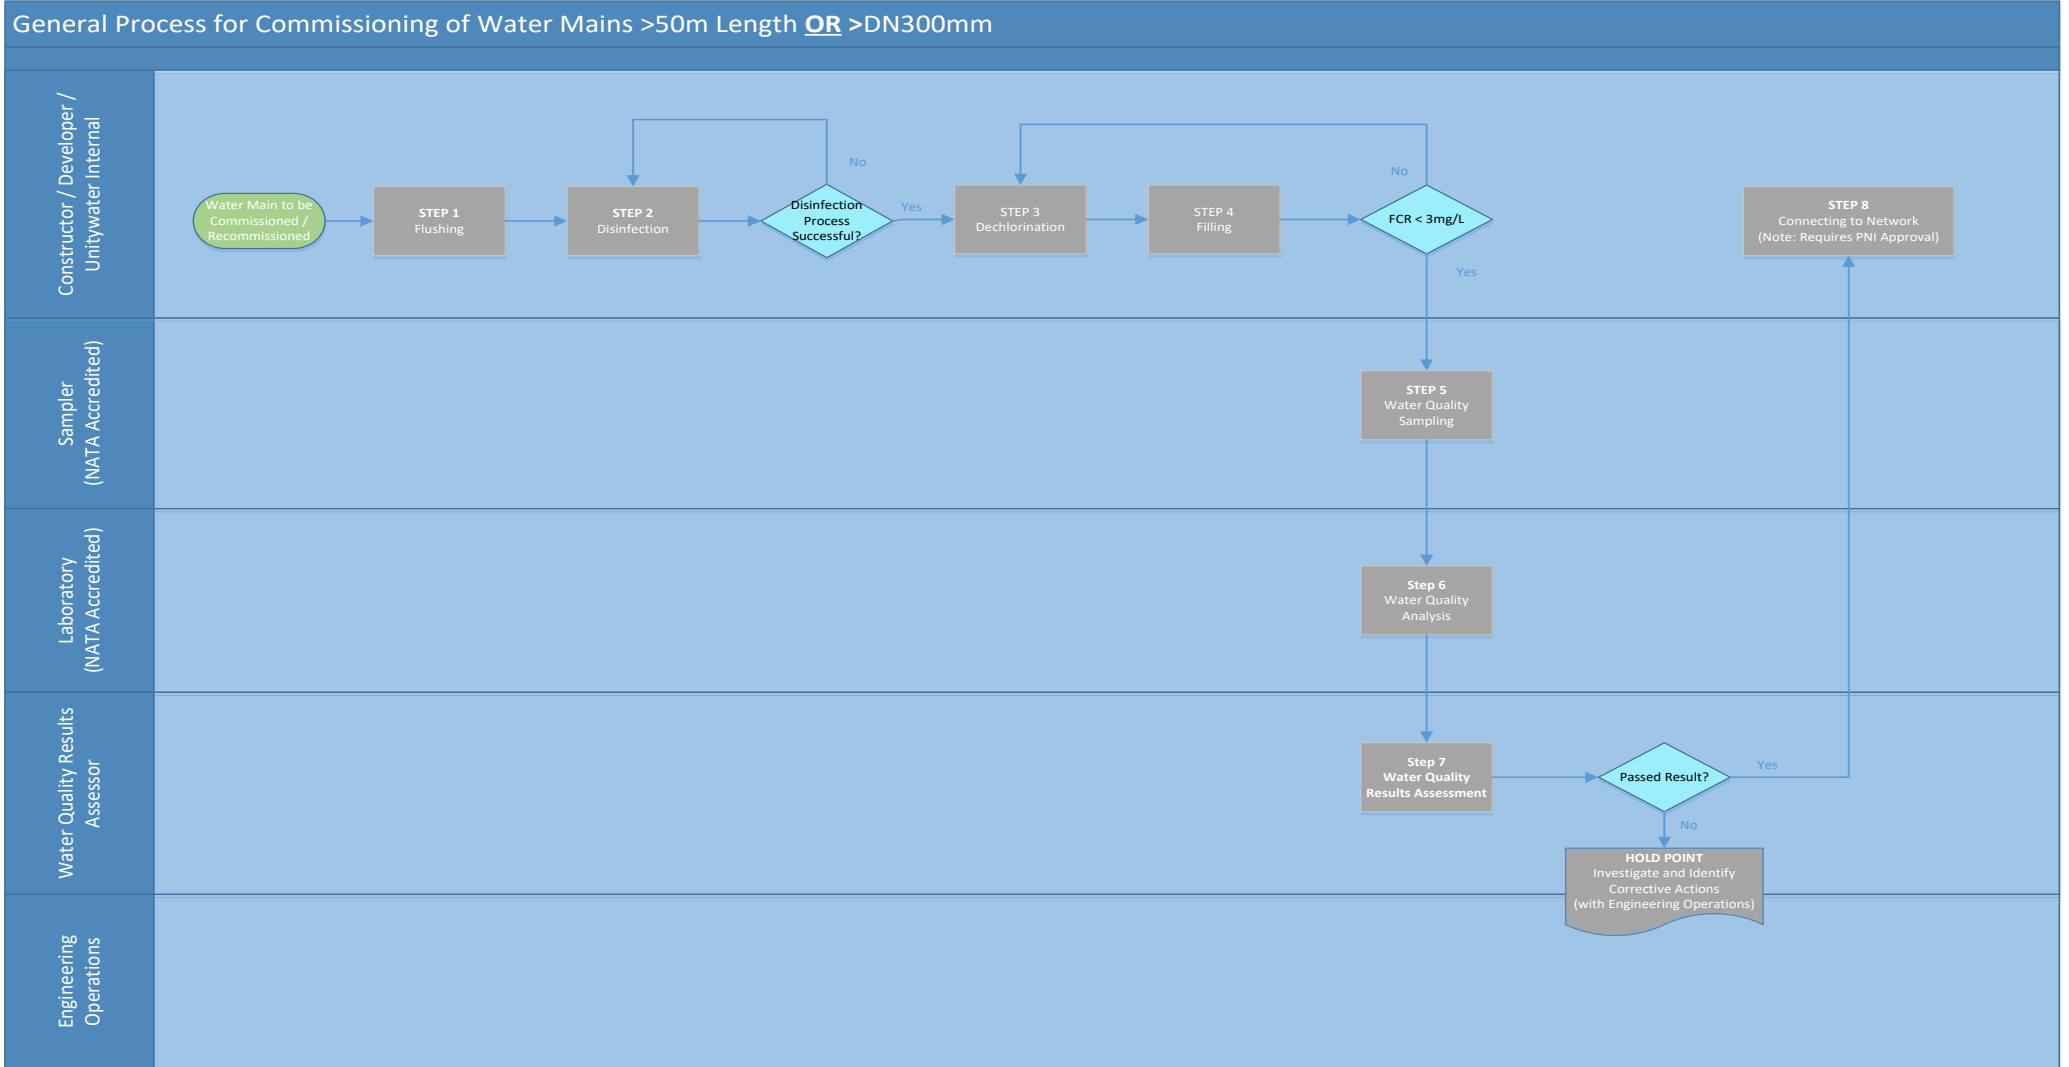 General Process for Commissioning of Water Mains >50m Length OR >DN300mm
Constructor / Developer /
Unitywater Internal
Water Main to be
Commissioned /
Recommissioned
STEP 1
Flushing
STEP 2
Disinfection
Disinfection
Process
Successful?
No
Yes
STEP 3
Dechlorination
STEP 4
Filling
FCR < 3mg/L
No
Yes
STEP 8
Connecting to Network
(Note: Requires PNI Approval)
Sampler
(NATA Accredited)
STEP 5
Water Quality
Sampling
Laboratory
(NATA Accredited)
Step 6
Water Quality
Analysis
Water Quality Results
Assessor
Step 7
Water Quality
Results Assessment
Passed Result?
Yes
No
HOLD POINT
Investigate and Identify
Corrective Actions
(with Engineering Operations)
Engineering
Operations